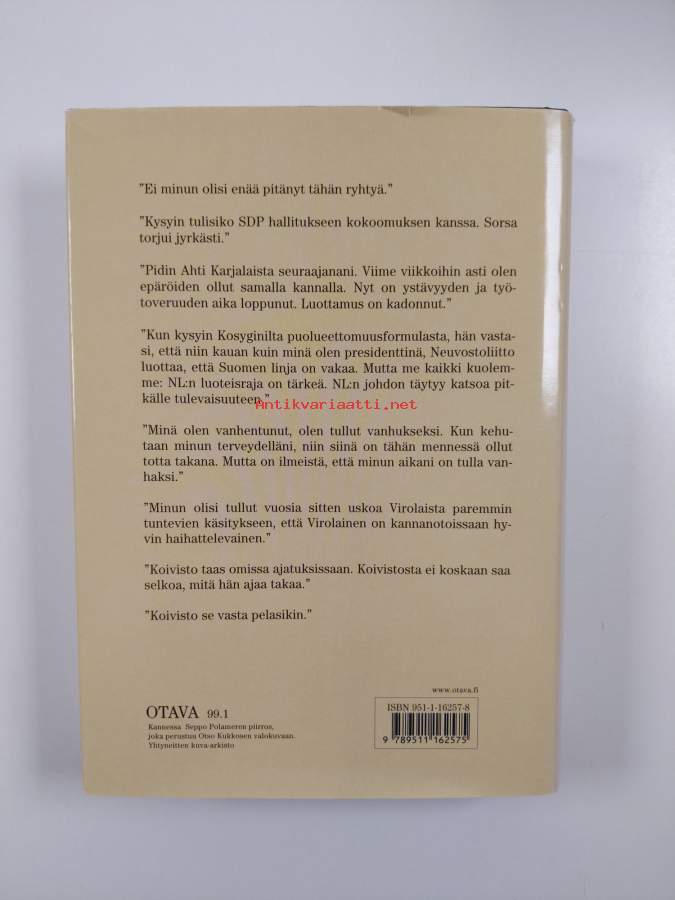 "Ei minun olisi enää pitänyt tähän ryhtyä."
"Kysyin tulisiko SDP hallitukseen kokoomuksen kanssa. Sorsa
torjui jyrkästi."
"Pidin Ahti Karjalaista seuraajanani. Viime viikkoihin asti olen
epäröiden ollut samalla kannalla. Nyt on ystävyyden ja työ-
toveruuden aika loppunut. Luottamus on kadonnut."
"Kun kysyin Kosyginilta puolueettomuusformulasta, hän vasta-
si, että niin kauan kuin minä olen presidenttinä, Neuvostoliitto
luottaa, että Suomen linja on vakaa. Mutta me kaikki kuolem-
me: NL:n luoteisraja on tärkeä. NL:n johdon täytyy katsoa pit-
källe tulevaisuuteen."
Antikvariaatti.net
"Minä olen vanhentunut, olen tullut vanhukseksi. Kun kehu-
taan minun terveydelläni, niin siinä on tähän mennessä ollut
totta takana. Mutta on ilmeistä, että minun aikani on tulla van-
haksi."
"Minun olisi tullut vuosia sitten uskoa Virolaista paremmin
tuntevien käsitykseen, että Virolainen on kannanotoissaan hy-
vin haihattelevainen."
"Koivisto taas omissa ajatuksissaan. Koivistosta ei koskaan saa
selkoa, mitä hän ajaa takaa."
"Koivisto se vasta pelasikin."
www.otava.fi
ISBN 951-1-16257-8
9 789511 162575
OTAVA 99.1
Kannessa Seppo Polameren piirros,
joka perustuu Otso Kukkosen valokuvaan.
Yhtyneitten kuva-arkisto